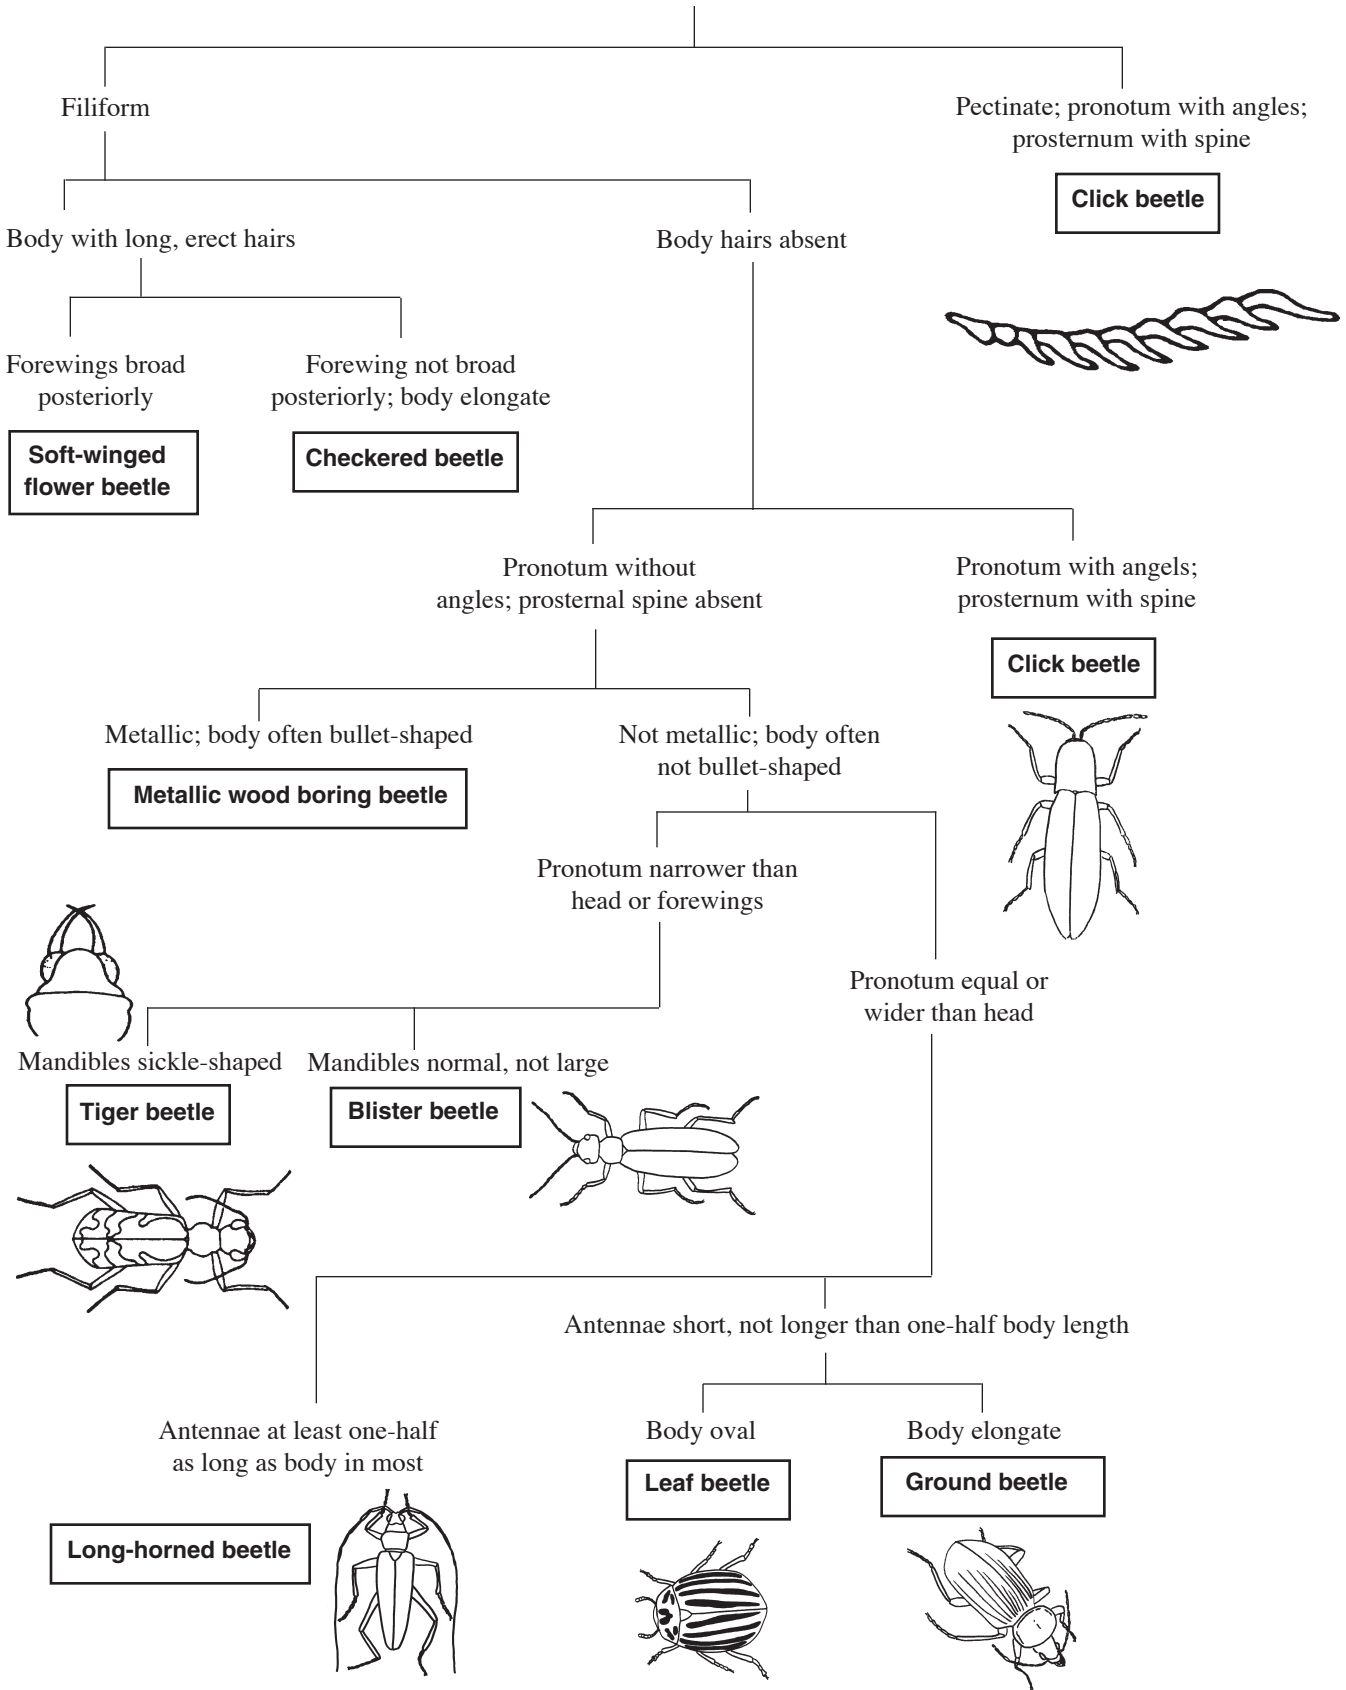 Filiform
Pectinate; pronotum with angles;
prosternum with spine
Click beetle
Body with long, erect hairs
Body hairs absent
Forewings broad
posteriorly
Soft-winged
flower beetle
Forewing not broad
posteriorly; body elongate
Checkered beetle
Pronotum without
angles; prosternal spine absent
Pronotum with angels;
prosternum with spine
Click beetle
Metallic; body often bullet-shaped
Metallic wood boring beetle
Not metallic; body often
not bullet-shaped
Pronotum narrower than
head or forewings
Pronotum equal or
wider than head
Mandibles sickle-shaped
Tiger beetle
Mandibles normal, not large
Blister beetle
Antennae short, not longer than one-half body length
Antennae at least one-half
as long as body in most
Long-horned beetle
Body oval
Leaf beetle
Body elongate
Ground beetle